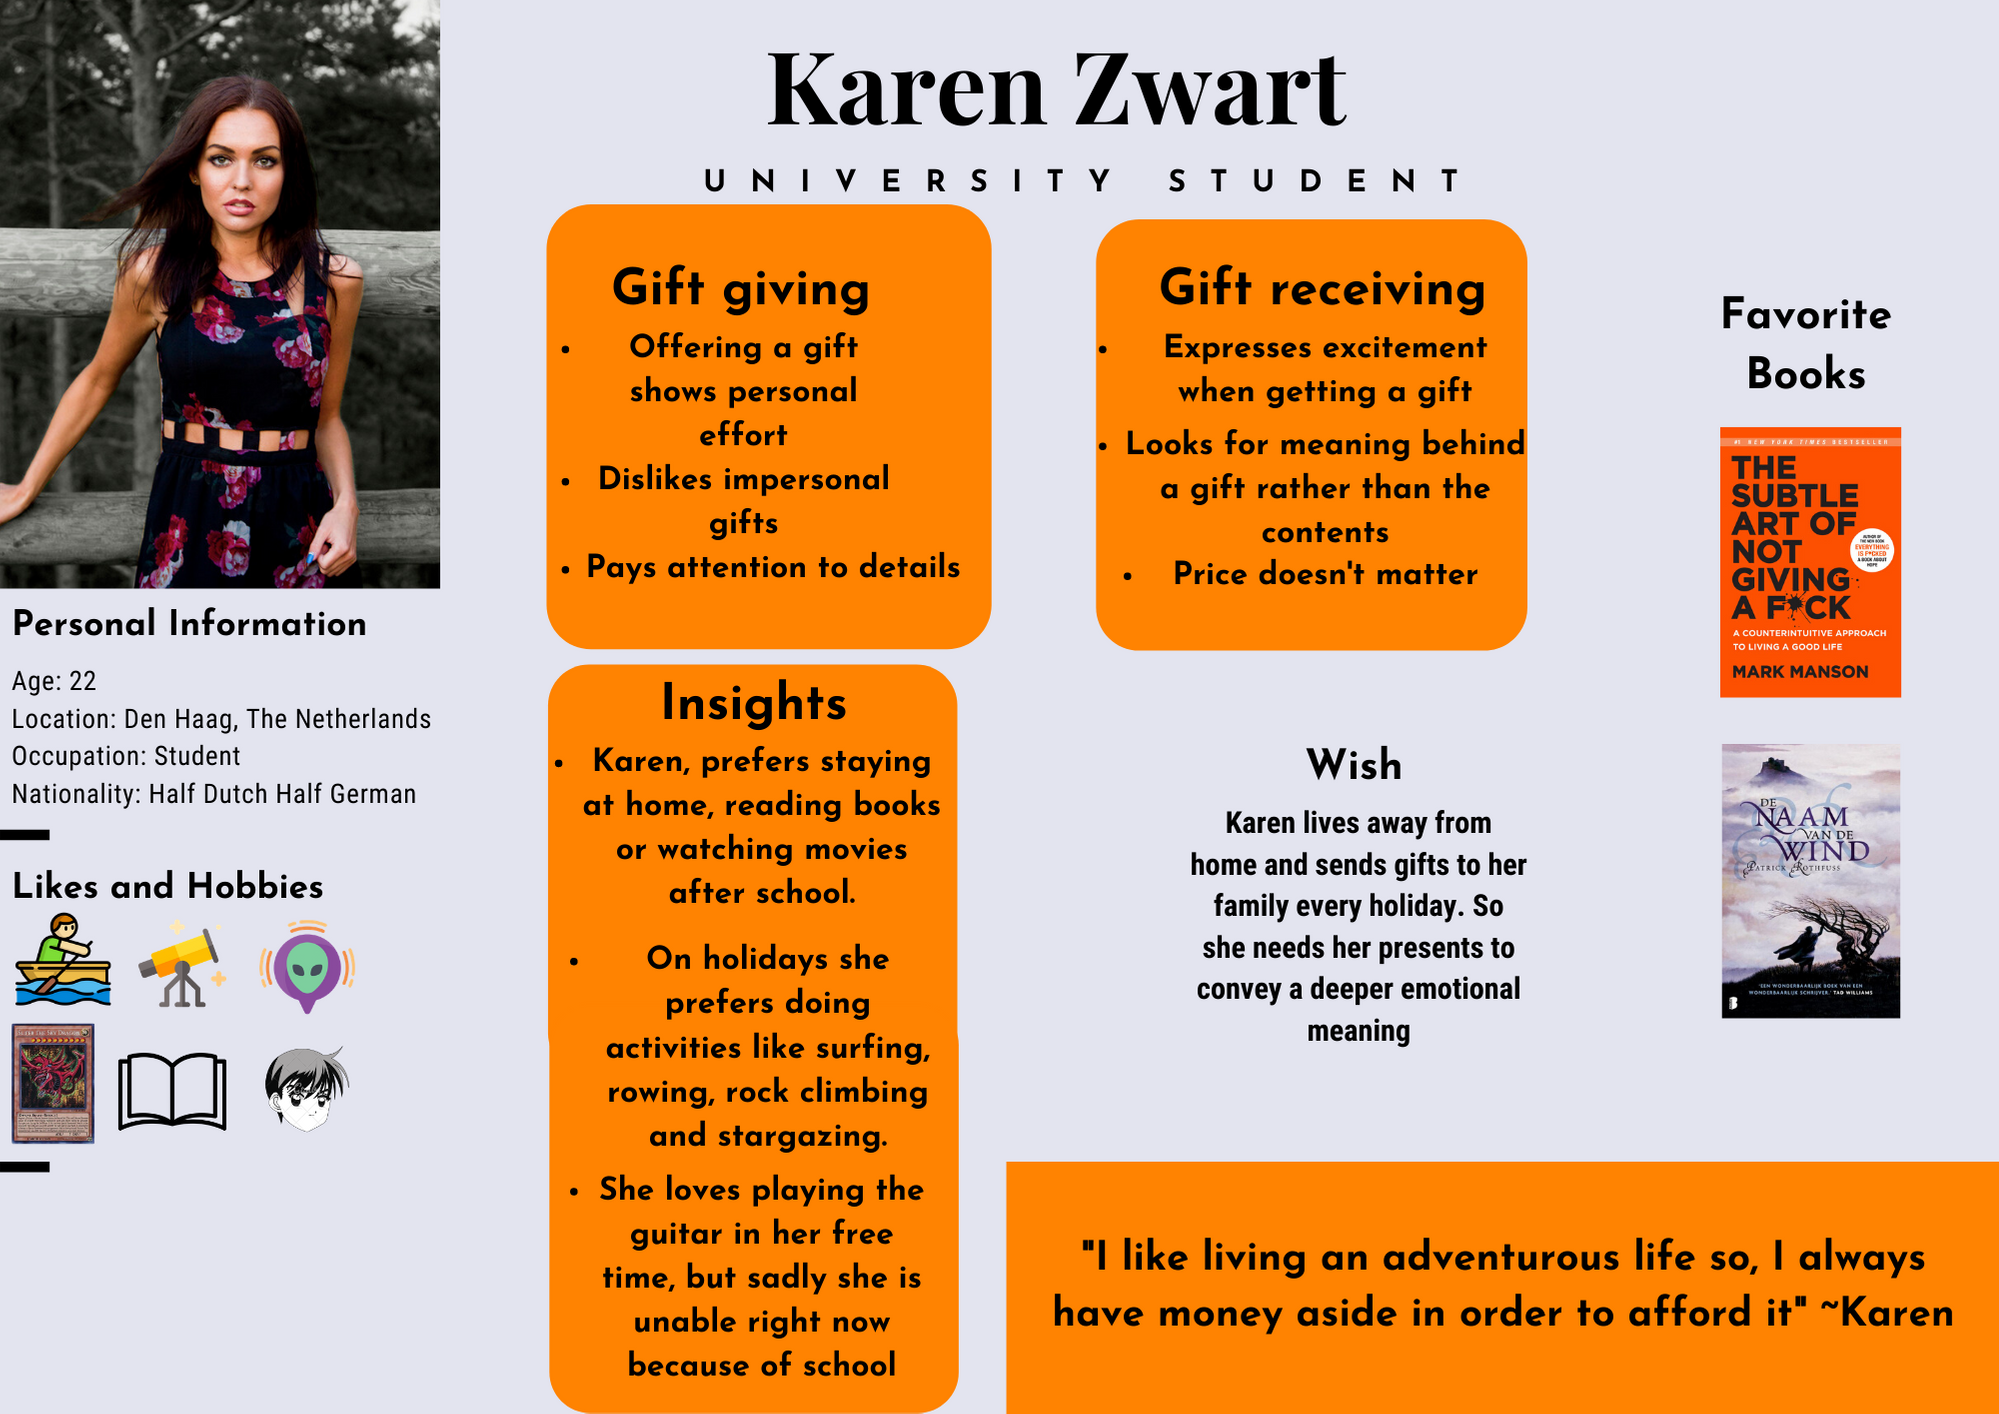 Karen Zwart
UNIVERSITY STUDENT
Personal Information
Age: 22
Location: Den Haag, The Netherlands
Occupation: Student
Nationality: Half Dutch Half German
Likes and Hobbies
Gift giving
• Offering a gift
shows personal
effort
• Dislikes impersonal
gifts
• Pays attention to details
Gift receiving
• Expresses excitement
when getting a gift
• Looks for meaning behind
a gift rather than the
contents
• Price doesn't matter
Insights
• Karen, prefers staying
at home, reading books
or watching movies
after school.
• On holidays she
prefers doing
activities like surfing,
rowing, rock climbing
and stargazing.
• She loves playing the
guitar in her free
time, but sadly she is
unable right now
because of school
Wish
Karen lives away from
home and sends gifts to her
family every holiday. So
she needs her presents to
convey a deeper emotional
meaning
Favorite
Books
#1 NEW YORK TIMES BESTSELLER
THE
SUBTLE
ART OF
NOT
GIVING
A F*CK
AUTHOR OF
THE NEW BOOK
EVERYTHING
IS F*CKED
A BOOK ABOUT
HOPE
A COUNTERINTUITIVE APPROACH
TO LIVING A GOOD LIFE
MARK MANSON
DE
NAAM
VAN DE
WIND
PATRICK ROTHFUSS
'EEN WONDERBAARLIJK BOEK VAN EEN
WONDERBAARLIJK SCHRIJVER.' TAD WILLIAMS
"I like living an adventurous life so, I always
have money aside in order to afford it" ~Karen